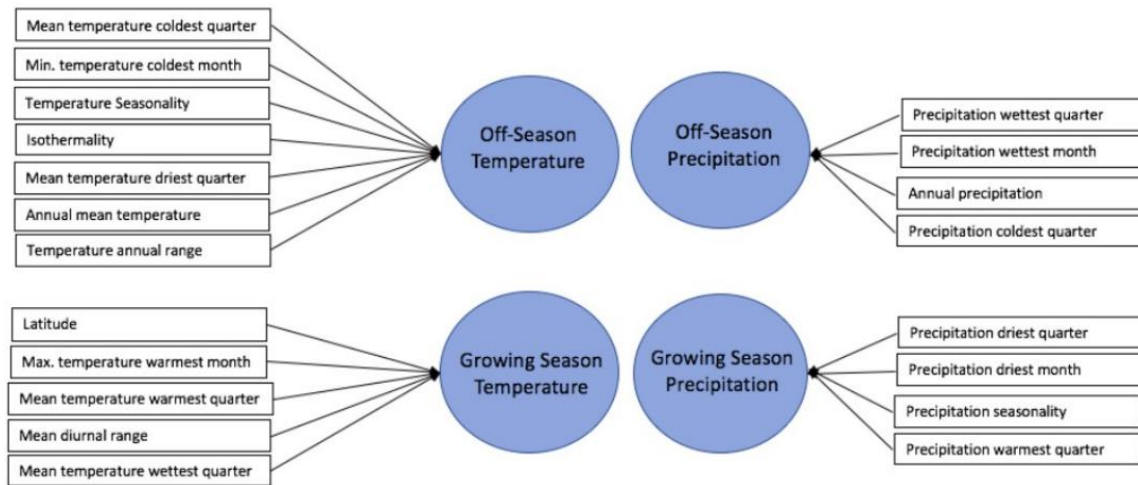 Mean temperature coldest quarter
Min. temperature coldest month
Temperature Seasonality
Isothermality
Mean temperature driest quarter
Annual mean temperature
Temperature annual range
Off-Season
Temperature
Off-Season
Precipitation
Precipitation wettest quarter
Precipitation wettest month
Annual precipitation
Precipitation coldest quarter
Latitude
Max. temperature warmest month
Mean temperature warmest quarter
Mean diurnal range
Mean temperature wettest quarter
Growing Season
Temperature
Growing Season
Precipitation
Precipitation driest quarter
Precipitation driest month
Precipitation seasonality
Precipitation warmest quarter